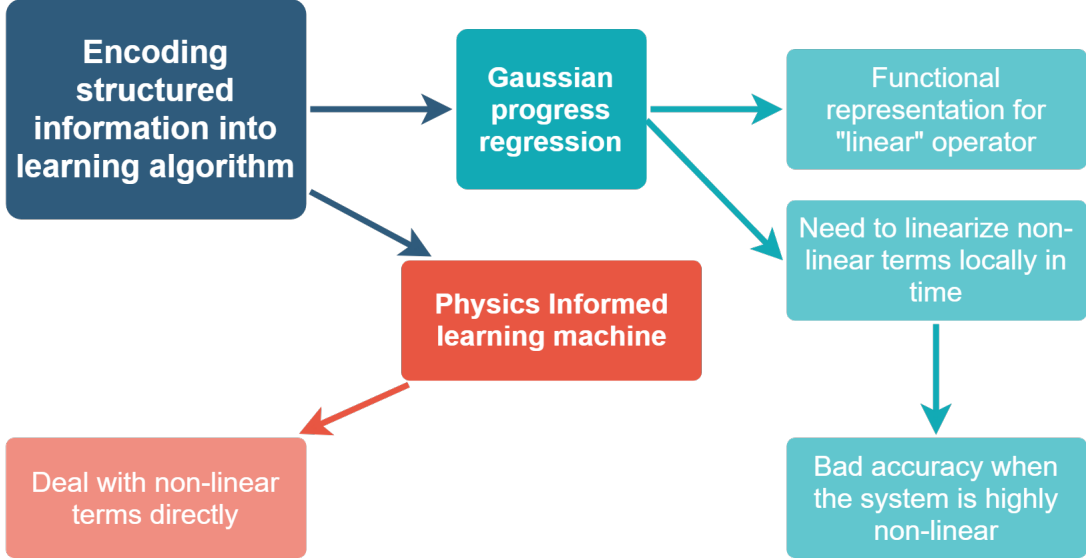 Encoding
structured
information into
learning algorithm
Gaussian
progress
regression
Functional
representation for
"linear" operator
Need to linearize non-
linear terms locally in
time
Physics Informed
learning machine
Deal with non-linear
terms directly
Bad accuracy when
the system is highly
non-linear